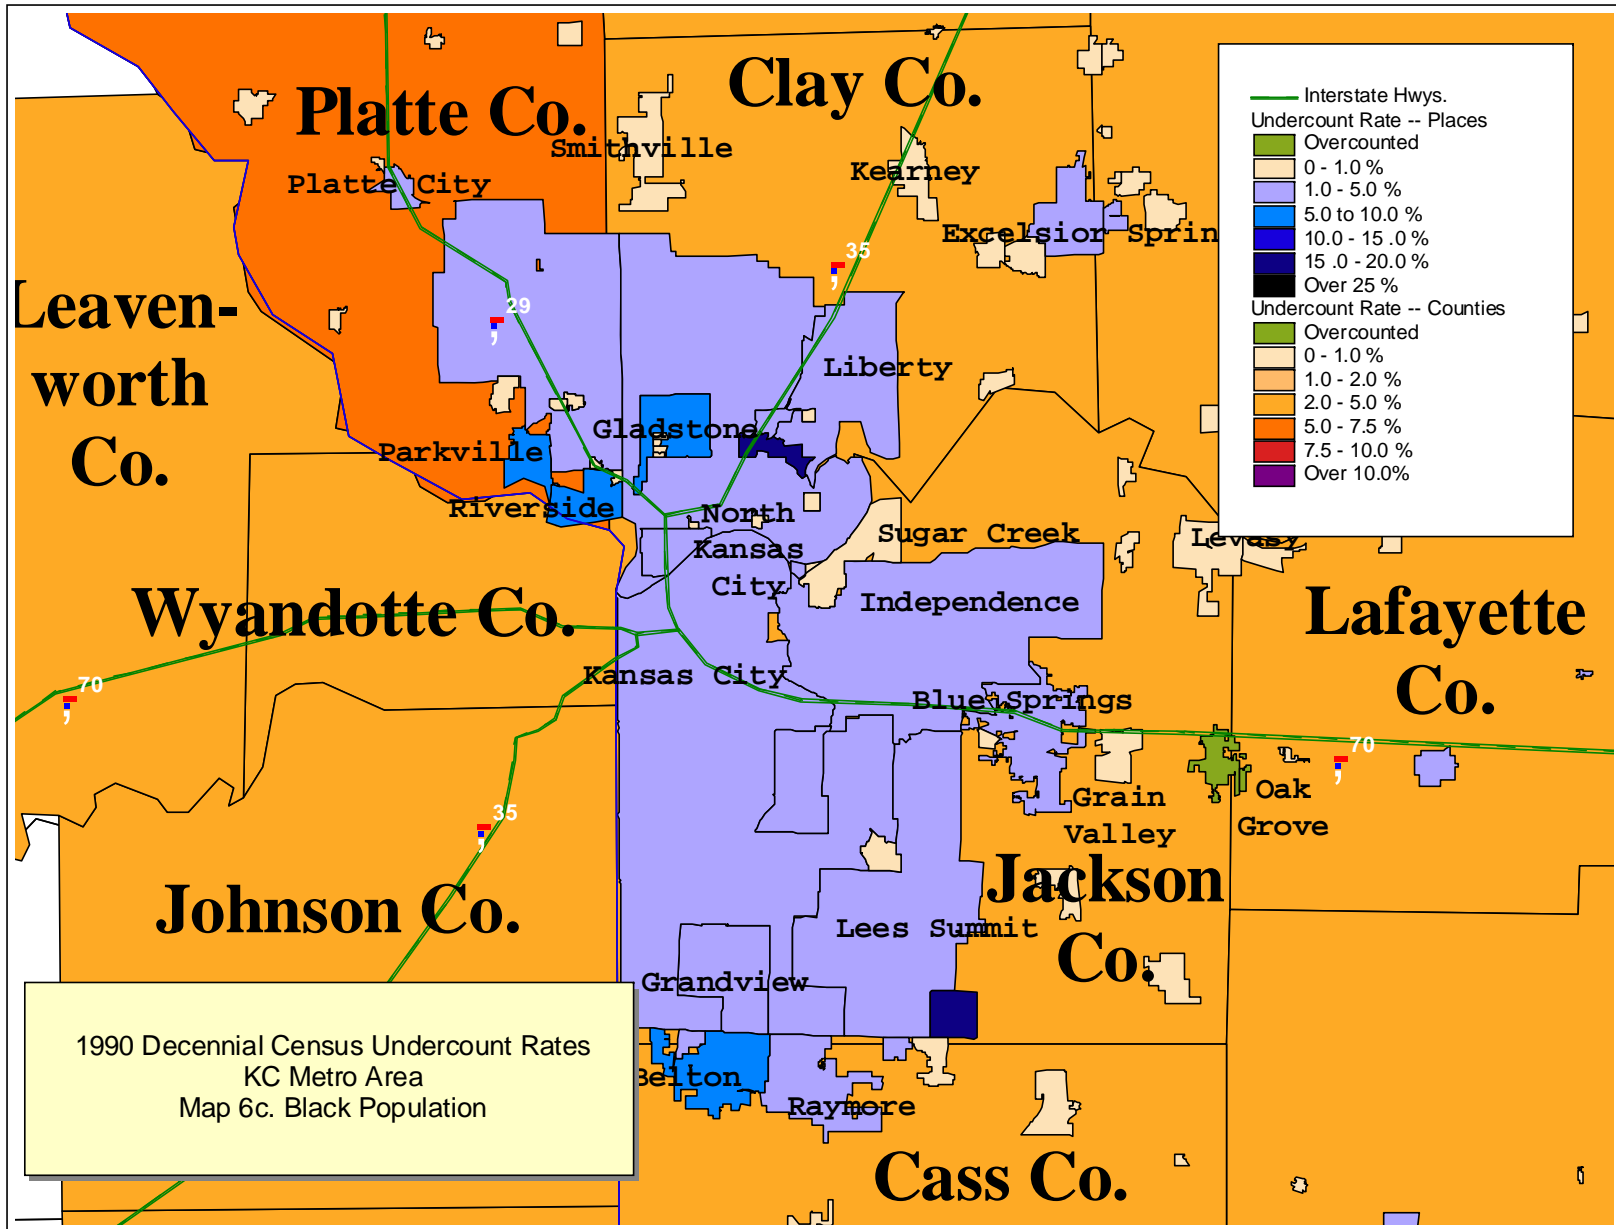 Clay Co.
Platte Co.
Smithville
Platte City
Kearney
Excelsior Sprin
35
29
Leaven-
worth
Co.
Liberty
Gladstone
Parkville
Riverside
North
Kansas
City
Sugar Creek
Levasy
Independence
Wyandotte Co.
Lafayette
Co.
Kansas City
70
Blue Springs
70
Grain
Valley
Oak
Grove
35
Johnson Co.
Jackson
Co.
Lees Summit
Grandview
Belton
Raymore
Cass Co.
Interstate Hwys.
Undercount Rate -- Places
Overcounted
0 - 1.0 %
1.0 - 5.0 %
5.0 to 10.0 %
10.0 - 15 .0 %
15 .0 - 20.0 %
Over 25 %
Undercount Rate -- Counties
Overcounted
0 - 1.0 %
1.0 - 2.0 %
2.0 - 5.0 %
5.0 - 7.5 %
7.5 - 10.0 %
Over 10.0%
1990 Decennial Census Undercount Rates
KC Metro Area
Map 6c. Black Population